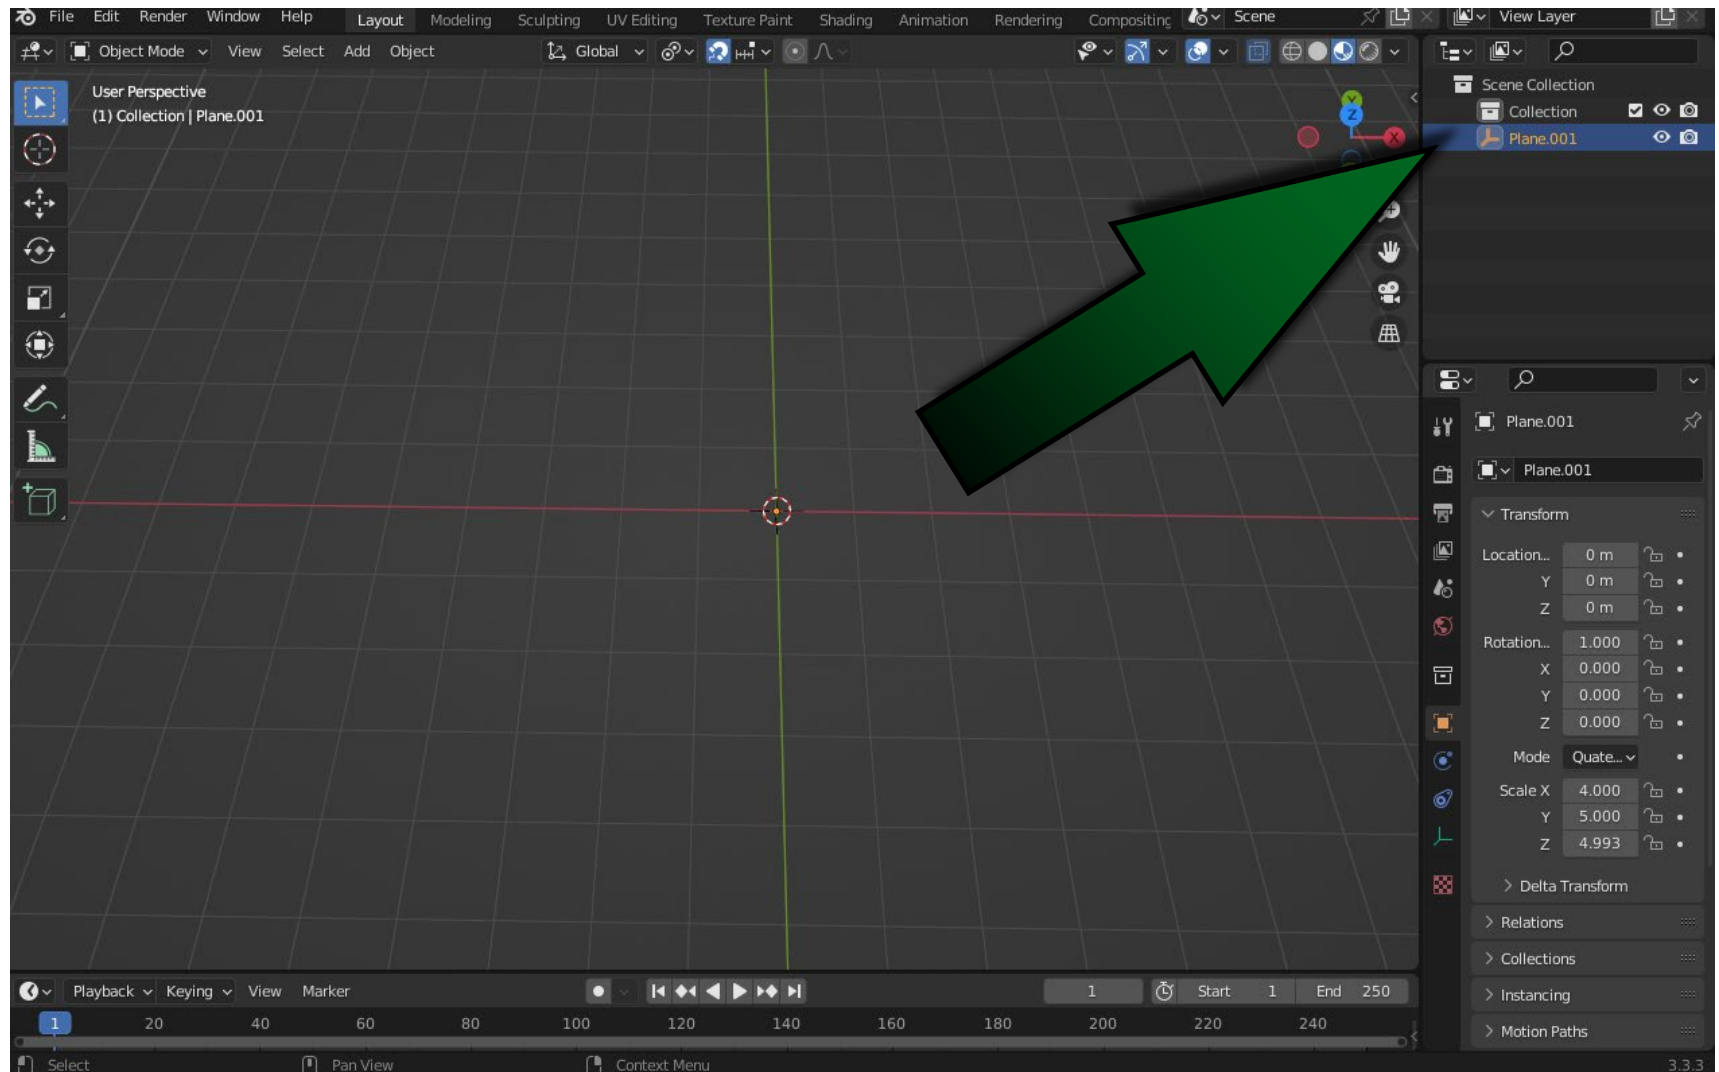 File Edit Render Window Help Layout Modeling Sculpting UV Editing Texture Paint Shading Animation Rendering Compositing Scene View Layer
Object Mode View Select Add Object Global
User Perspective
(1) Collection | Plane.001
Y
Z
X
Scene Collection
Collection
Plane.001
Plane.001
Plane.001
Transform
Location... 0 m
Y 0 m
Z 0 m
Rotation... 1.000
X 0.000
Y 0.000
Z 0.000
Mode Quate...
Scale X 4.000
Y 5.000
Z 4.993
Delta Transform
Relations
Collections
Instancing
Motion Paths
Playback Keying View Marker 1 Start 1 End 250
1 20 40 60 80 100 120 140 160 180 200 220 240
Select Pan View Context Menu 3.3.3